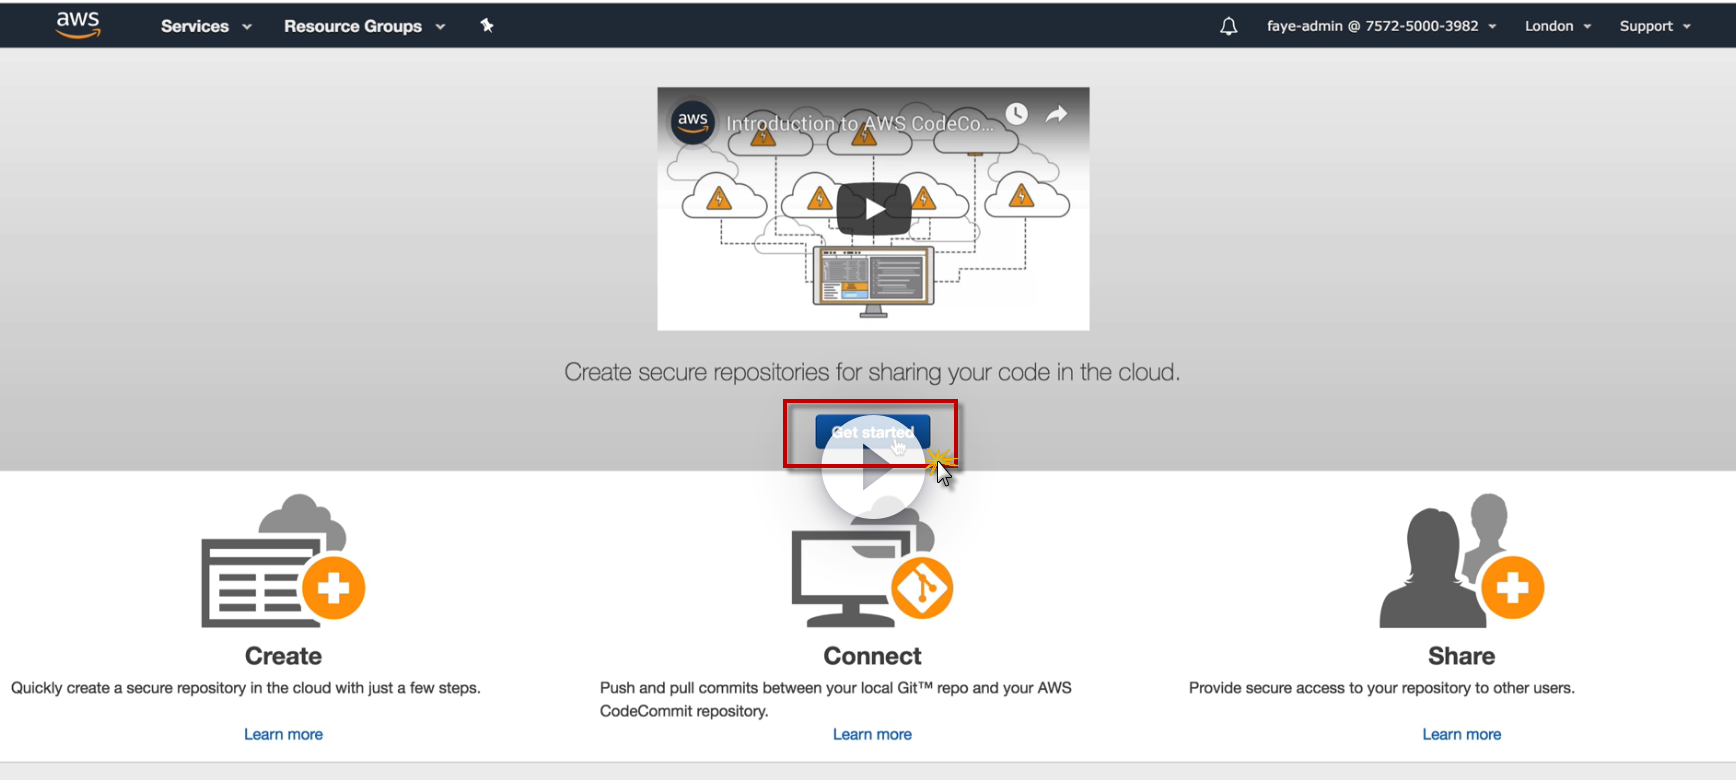 aws Services Resource Groups faye-admin @ 7572-5000-3982 London Support
aws Introduction to AWS CodeCo...
Create secure repositories for sharing your code in the cloud.
Get started
Create
Quickly create a secure repository in the cloud with just a few steps.
Learn more
Connect
Push and pull commits between your local Git™ repo and your AWS
CodeCommit repository.
Learn more
Share
Provide secure access to your repository to other users.
Learn more